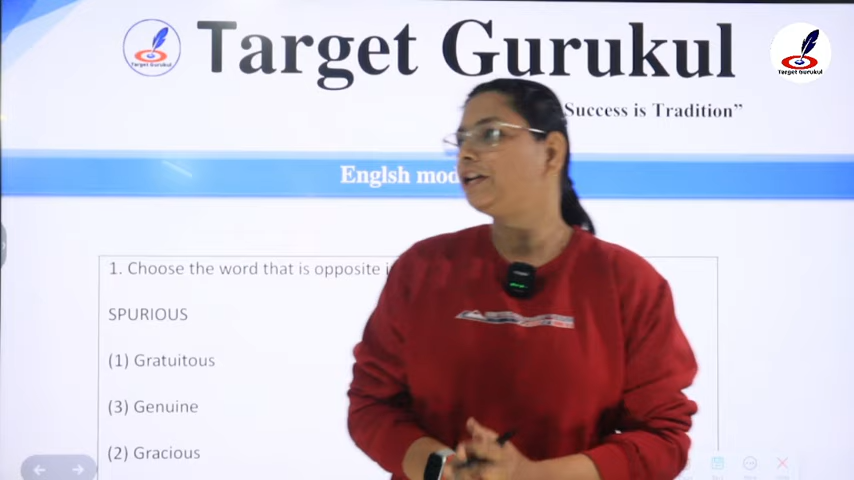 Target Gurukul
Target Gurukul
Target Gurukul
Success is Tradition”
Englsh
1. Choose the word that is opposite
SPURIOUS
(1) Gratuitous
(3) Genuine
(2) Gracious